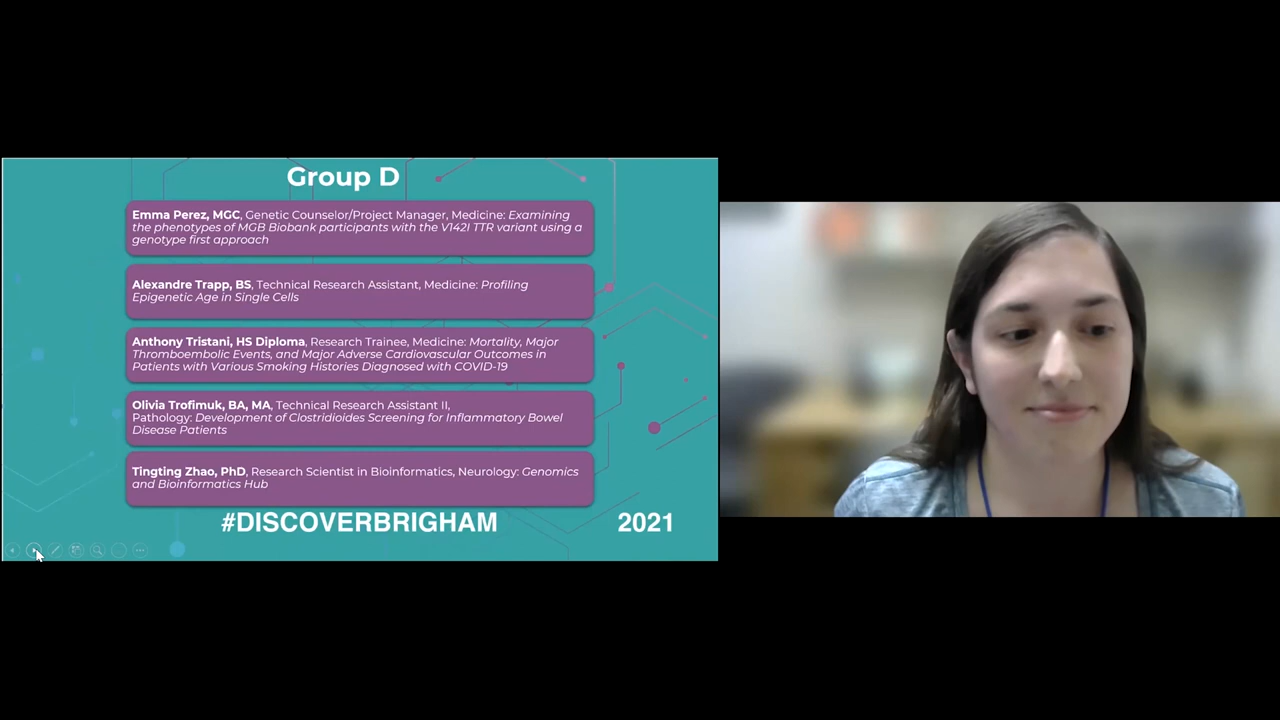 Group D
Emma Perez, MGC, Genetic Counselor/Project Manager, Medicine: Examining
the phenotypes of MGB Biobank participants with the V142I TTR variant using a
genotype first approach
Alexandre Trapp, BS, Technical Research Assistant, Medicine: Profiling
Epigenetic Age in Single Cells
Anthony Tristani, HS Diploma, Research Trainee, Medicine: Mortality, Major
Thromboembolic Events, and Major Adverse Cardiovascular Outcomes in
Patients with Various Smoking Histories Diagnosed with COVID-19
Olivia Trofimuk, BA, MA, Technical Research Assistant II,
Pathology: Development of Clostridioides Screening for Inflammatory Bowel
Disease Patients
Tingting Zhao, PhD, Research Scientist in Bioinformatics, Neurology: Genomics
and Bioinformatics Hub
#DISCOVERBRIGHAM 2021